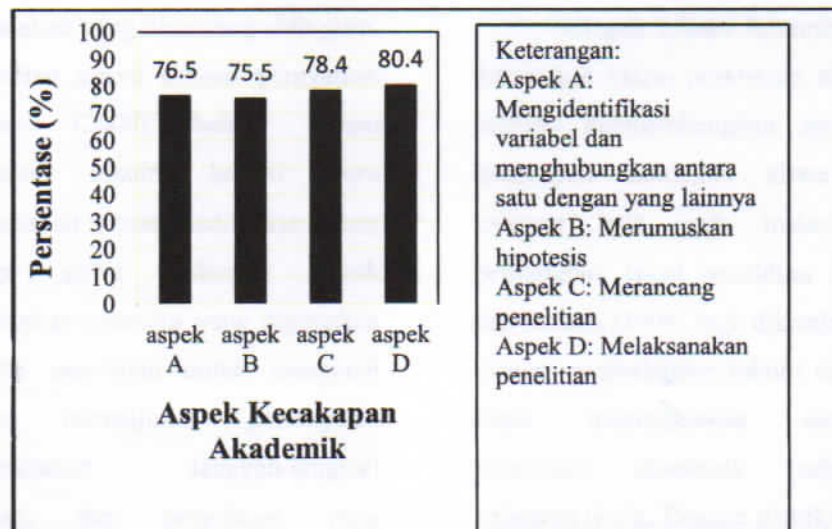 100
90
80
70
60
50
40
30
20
10
0
Persentase (%)
76.5 75.5 78.4 80.4
aspek aspek aspek aspek
A B C D
Aspek Kecakapan
Akademik
Keterangan:
Aspek A:
Mengidentifikasi
variabel dan
menghubungkan antara
satu dengan yang lainnya
Aspek B: Merumuskan
hipotesis
Aspek C: Merancang
penelitian
Aspek D: Melaksanakan
penelitian